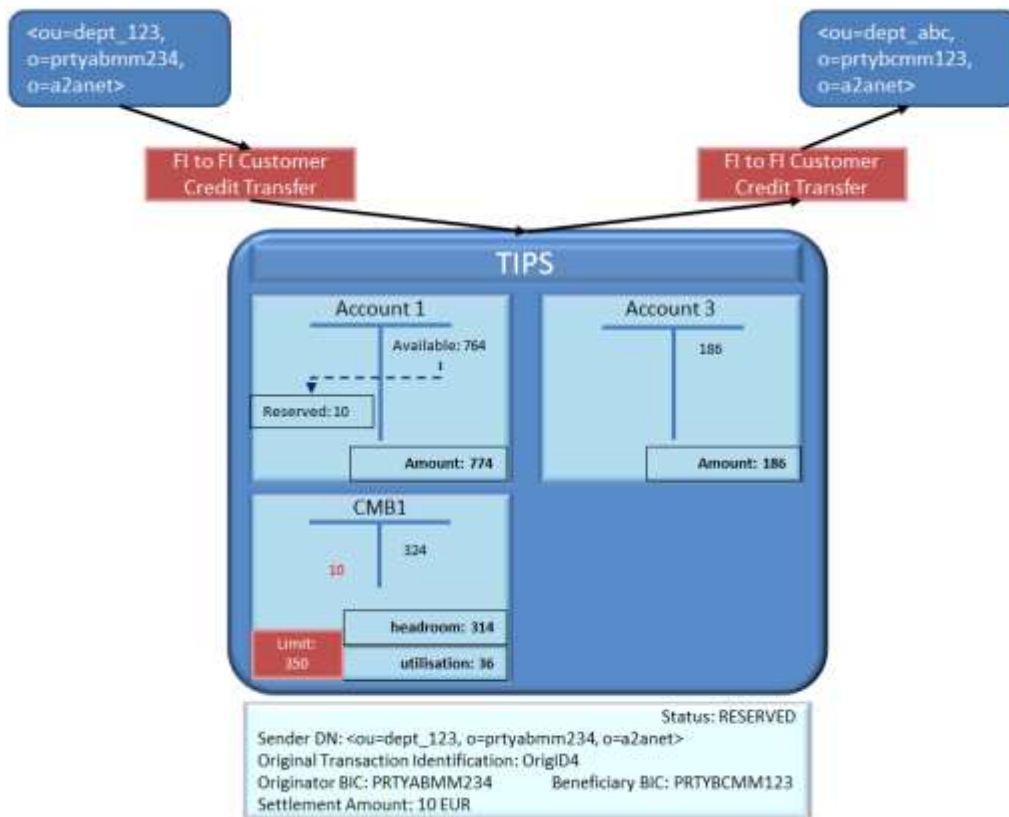 <ou=dept_123,
o=prtyabmm234,
o=a2anet>
<ou=dept_abc,
o=prtybcmm123,
o=a2anet>
FI to FI Customer
Credit Transfer
FI to FI Customer
Credit Transfer
TIPS
Account 1
Available: 764
Reserved: 10
Amount: 774
Account 3
186
Amount: 186
CMB1
324
10
headroom: 314
Limit:
350
utilisation: 36
Status: RESERVED
Sender DN: <ou=dept_123, o=prtyabmm234, o=a2anet>
Original Transaction Identification: OrigID4
Originator BIC: PRTYABMM234 Beneficiary BIC: PRTYBCMM123
Settlement Amount: 10 EUR